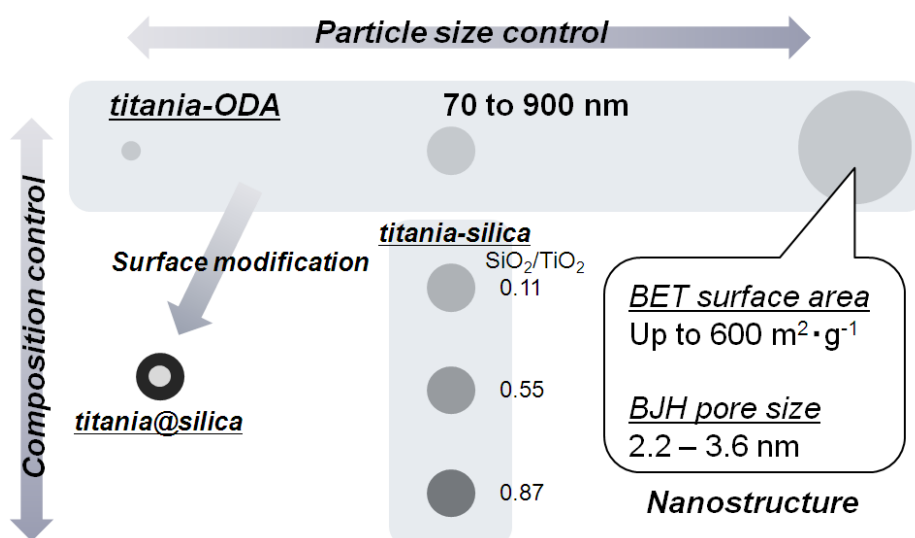 Particle size control
titania-ODA
70 to 900 nm
Composition control
titania-silica
Surface modification
SiO₂/TiO₂
0.11
0.55
0.87
titania@silica
BET surface area
Up to 600 m²·g⁻¹
BJH pore size
2.2 – 3.6 nm
Nanostructure